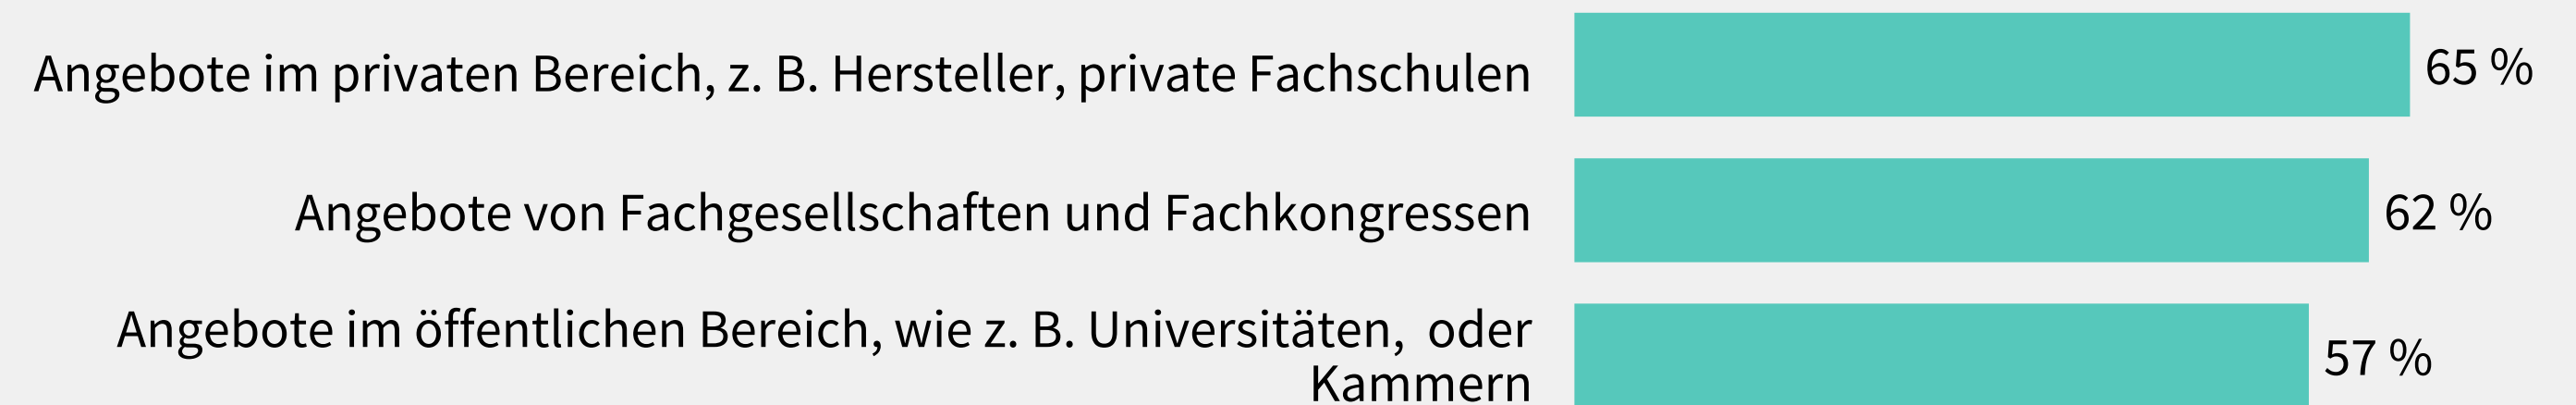 Angebote im privaten Bereich, z. B. Hersteller, private Fachschulen
65 %
Angebote von Fachgesellschaften und Fachkongressen
62 %
Angebote im öffentlichen Bereich, wie z. B. Universitäten,  oder
Kammern
57 %